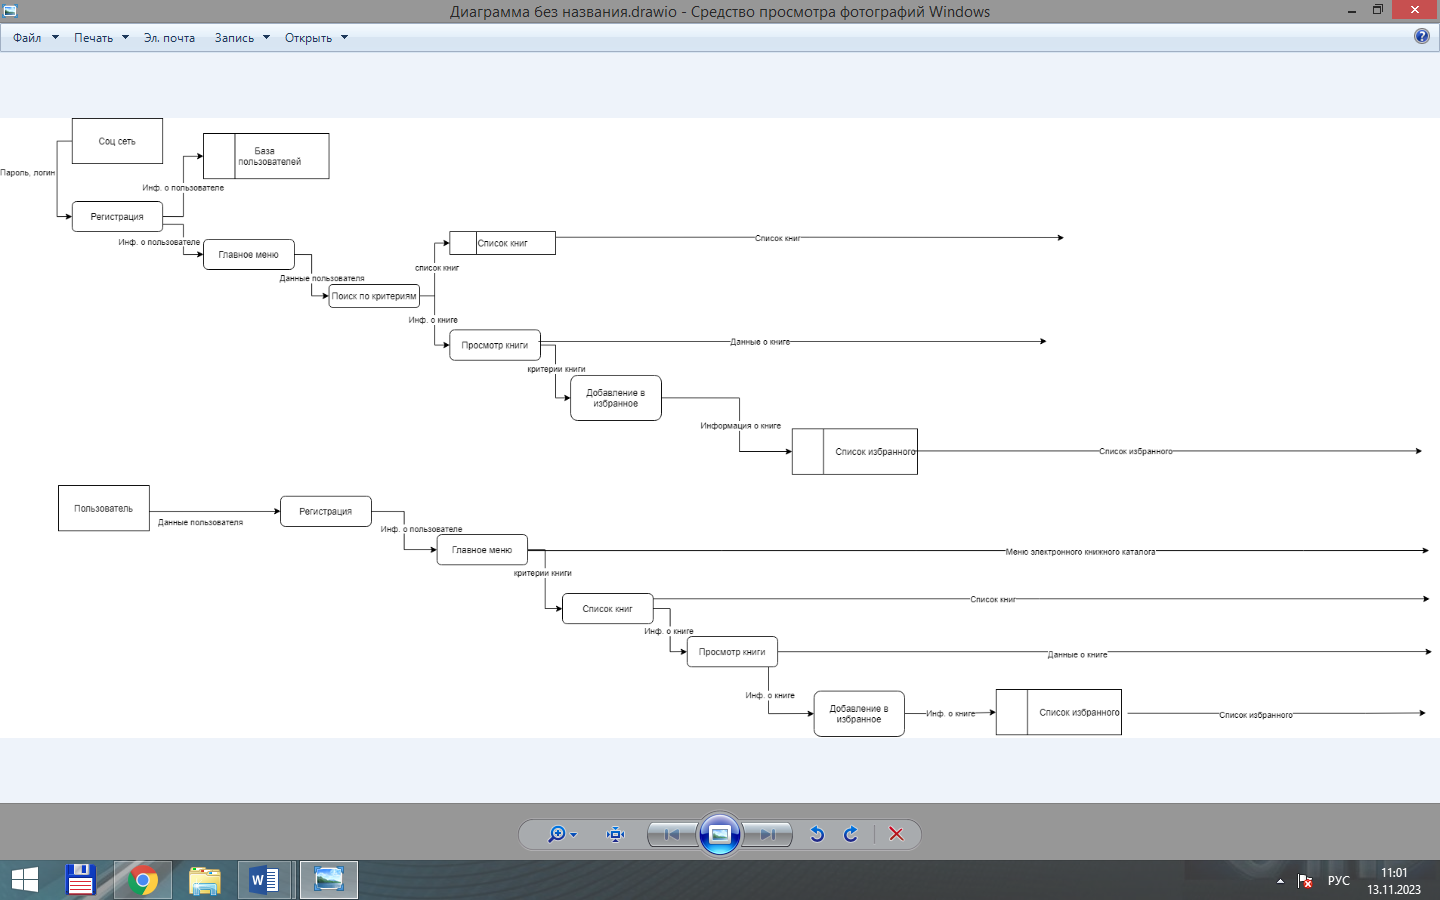 Диаграмма без названия.drawio - Средство просмотра фотографий Windows
Файл Печать Эл. почта Запись Открыть
Соц сеть
База
пользователей
Пароль, логин
Инф. о пользователе
Регистрация
Инф. о пользователе
Главное меню
Список книг
Список книг
список книг
Данные пользователя
Поиск по критериям
Инф. о книге
Просмотр книги
Данные о книге
критерии книги
Добавление в
избранное
Информация о книге
Список избранного
Список избранного
Пользователь
Данные пользователя
Регистрация
Инф. о пользователе
Главное меню
Меню электронного книжного каталога
критерии книги
Список книг
Список книг
Инф. о книге
Просмотр книги
Данные о книге
Инф. о книге
Добавление в
избранное
Инф. о книге
Список избранного
Список избранного
РУС
11:01
13.11.2023